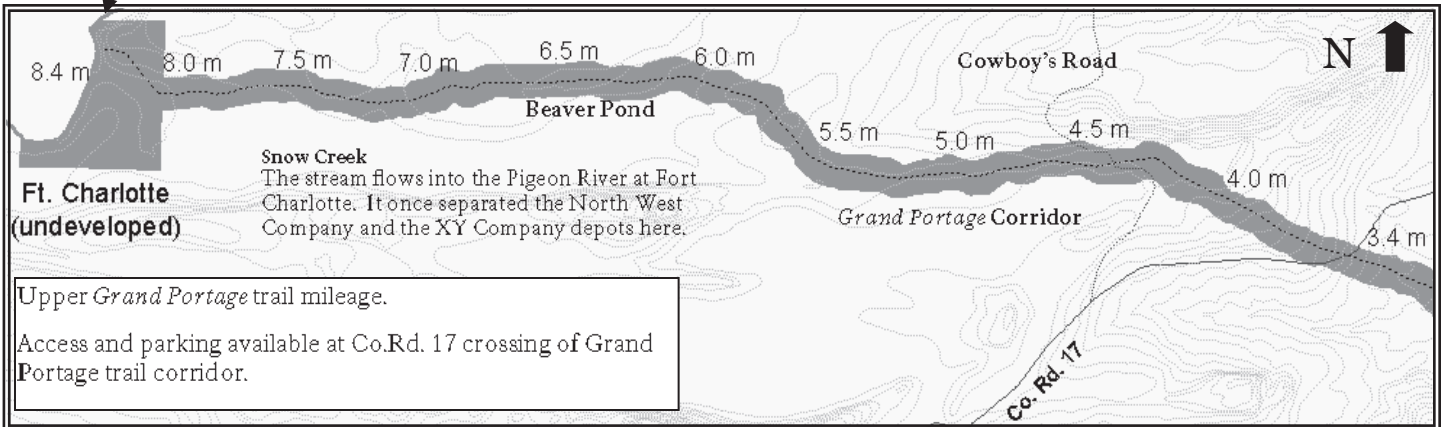 N
Cowboy's Road
8.4 m
8.0 m
7.5 m
7.0 m
6.5 m
6.0 m
Beaver Pond
5.5 m
5.0 m
4.5 m
4.0 m
3.4 m
Snow Creek
The stream flows into the Pigeon River at Fort
Charlotte. It once separated the North West
Company and the XY Company depots here.
Ft. Charlotte
(undeveloped)
Grand Portage Corridor
Upper Grand Portage trail mileage.
Access and parking available at Co.Rd. 17 crossing of Grand
Portage trail corridor.
Co. Rd. 17